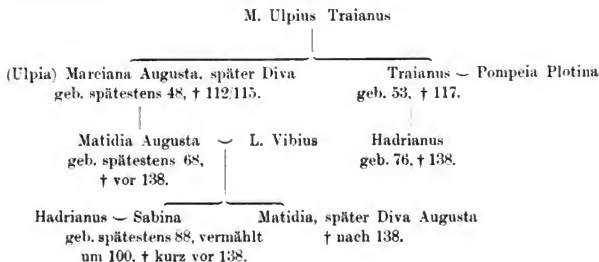 M. Ulpius Traianus
(Ulpia) Marciana Augusta, später Diva
geb. spätestens 48, † 112/115.
Traianus ⌣ Pompeia Plotina
geb. 53, † 117.
Matidia Augusta ⌣ L. Vibius
geb. spätestens 68,
† vor 138.
Hadrianus
geb. 76, † 138.
Hadrianus ⌣ Sabina
geb. spätestens 88, vermählt
um 100, † kurz vor 138.
Matidia, später Diva Augusta
† nach 138.